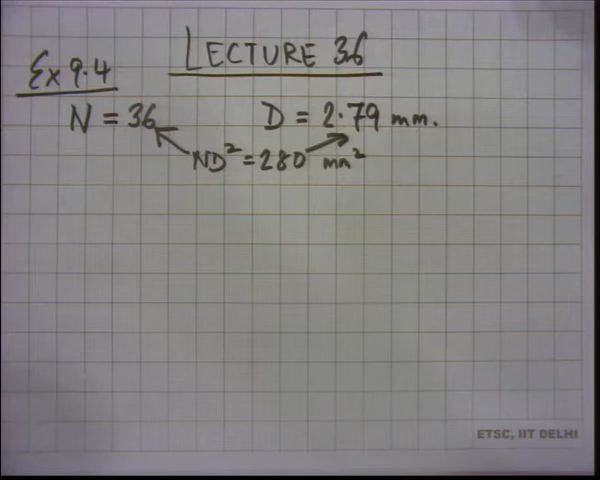 LECTURE 36
Ex 9.4
N = 36 D = 2.79 mm.
ND² = 280 mm²
ETSC, IIT DELHI